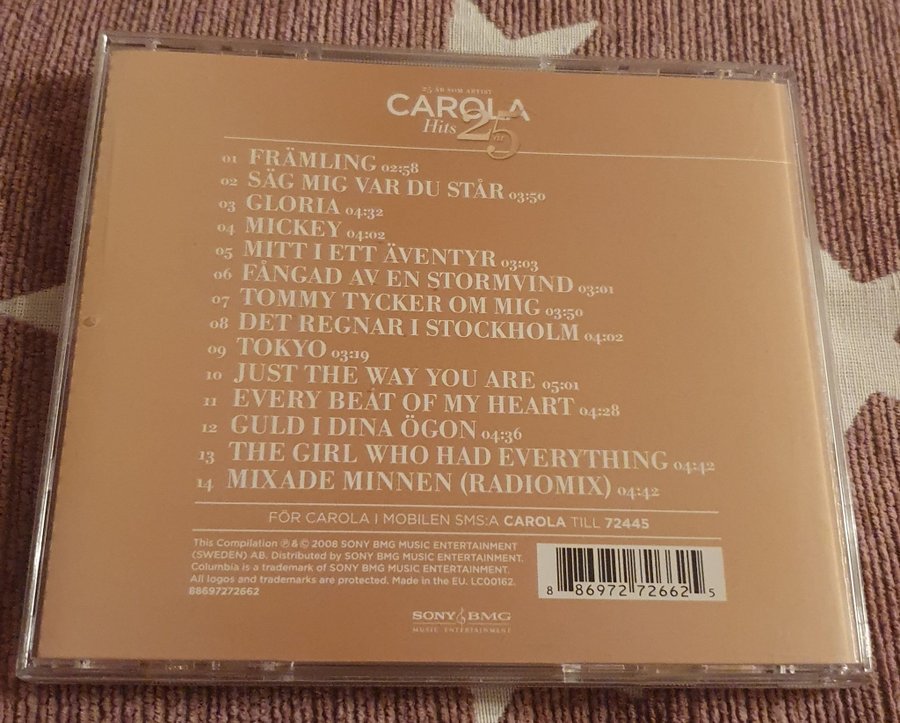 25 ÅR SOM ARTIST
CAROLA
Hits 25 år
01 FRÄMLING 02:58
02 SÄG MIG VAR DU STÅR 03:50
03 GLORIA 04:32
04 MICKEY 04:02
05 MITT I ETT ÄVENTYR 03:03
06 FÅNGAD AV EN STORMVIND 03:01
07 TOMMY TYCKER OM MIG 03:50
08 DET REGNAR I STOCKHOLM 04:02
09 TOKYO 03:19
10 JUST THE WAY YOU ARE 05:01
11 EVERY BEAT OF MY HEART 04:28
12 GULD I DINA ÖGON 04:36
13 THE GIRL WHO HAD EVERYTHING 04:42
14 MIXADE MINNEN (RADIOMIX) 04:42
FÖR CAROLA I MOBILEN SMS:A CAROLA TILL 72445
This Compilation ℗&© 2008 SONY BMG MUSIC ENTERTAINMENT
(SWEDEN) AB. Distributed by SONY BMG MUSIC ENTERTAINMENT.
Columbia is a trademark of SONY BMG MUSIC ENTERTAINMENT.
All logos and trademarks are protected. Made in the EU. LC00162.
88697272662
8 86972 72662 5
SONY BMG
MUSIC ENTERTAINMENT